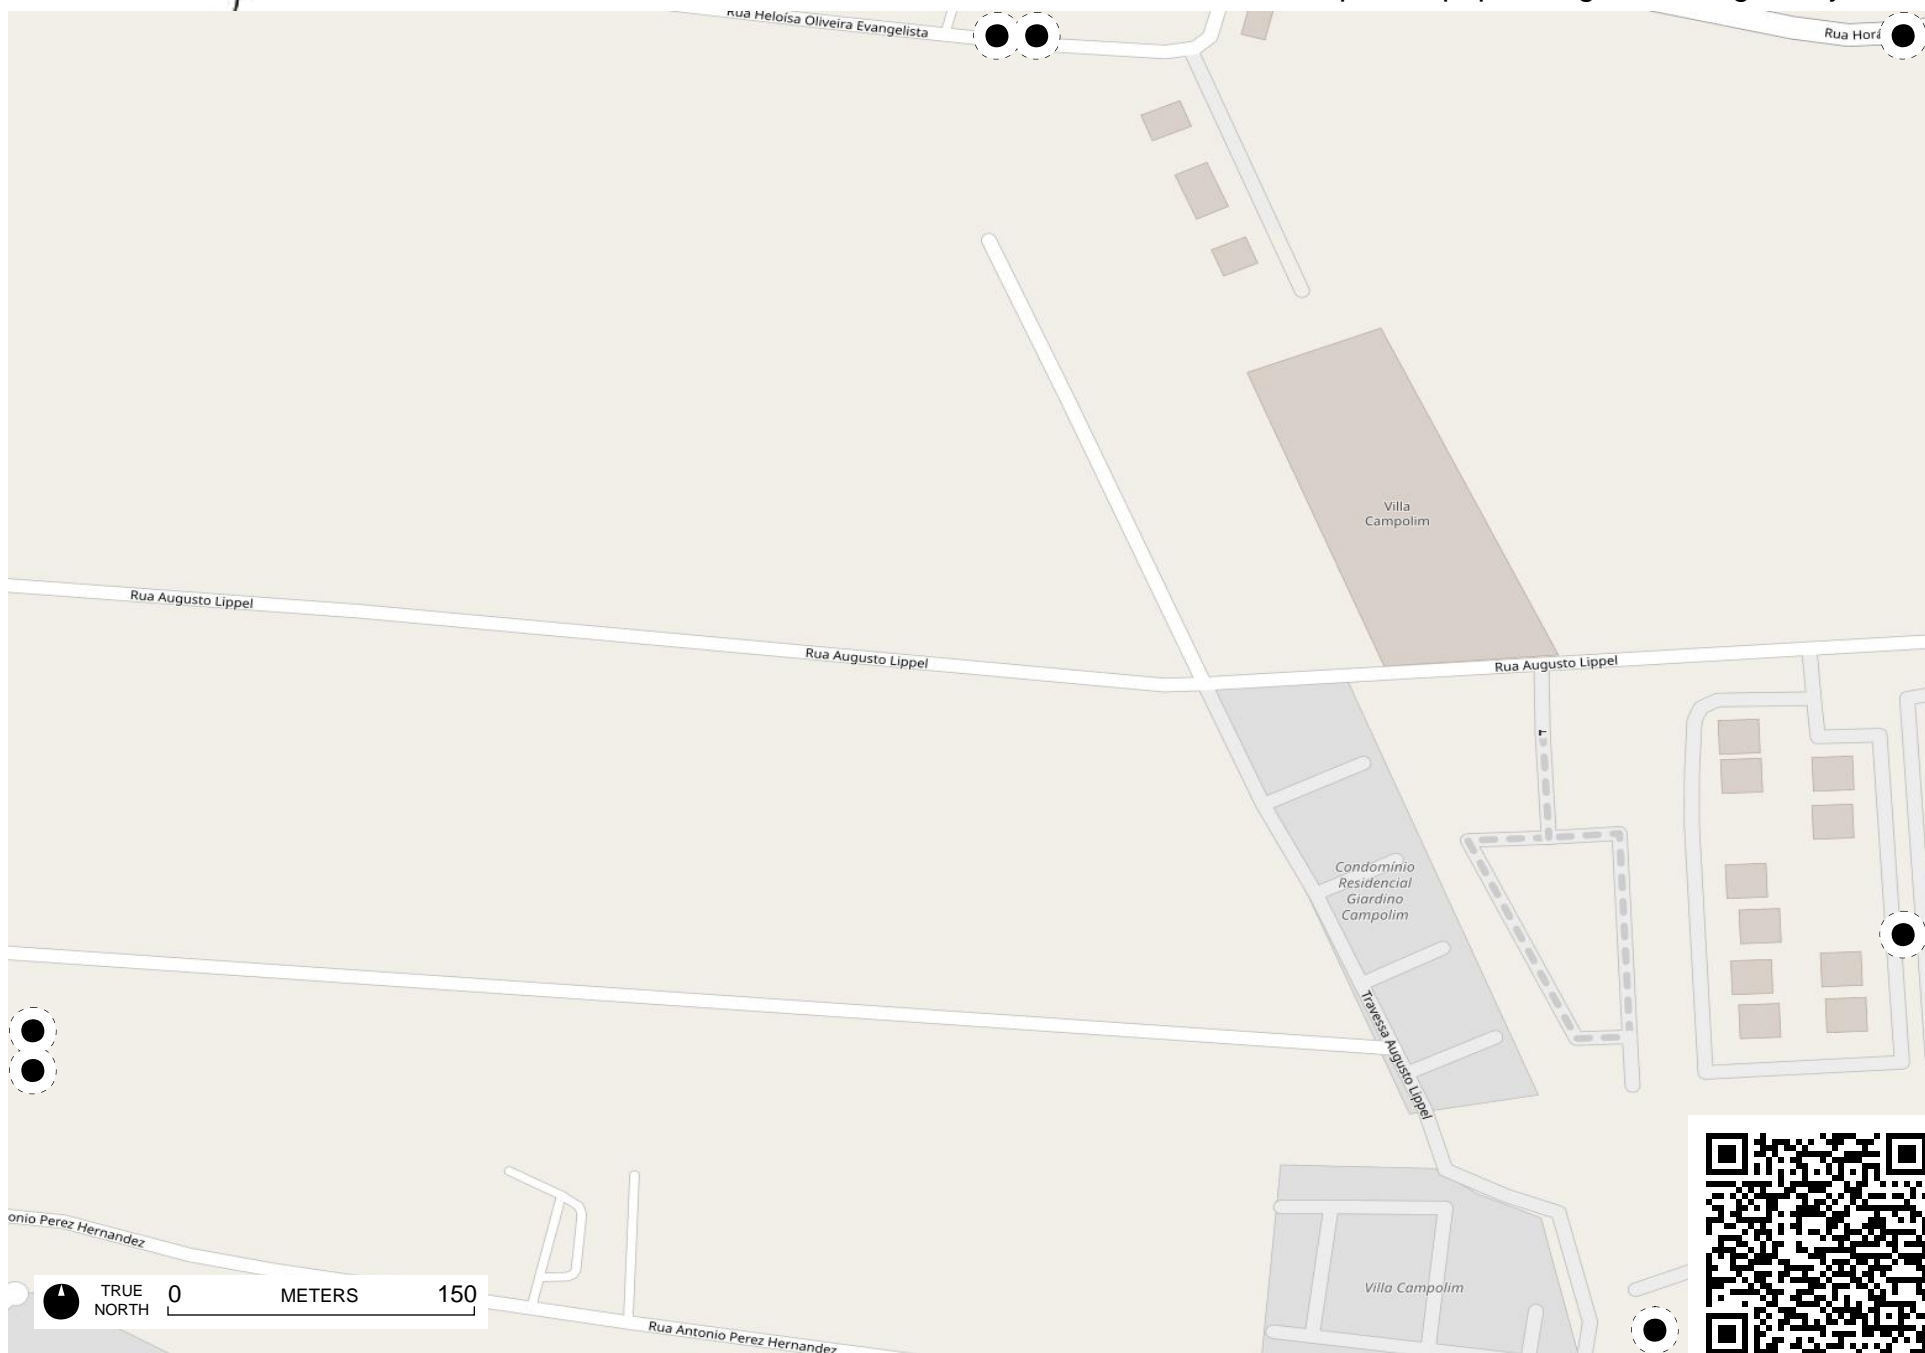 Rua Heloísa Oliveira Evangelista
Rua Horá
Villa
Campolim
Rua Augusto Lippel
Rua Augusto Lippel
Rua Augusto Lippel
Condomínio
Residencial
Giardino
Campolim
Travessa Augusto Lippel
onio Perez Hernandez
TRUE
NORTH
0 METERS 150
Villa Campolim
Rua Antonio Perez Hernandez